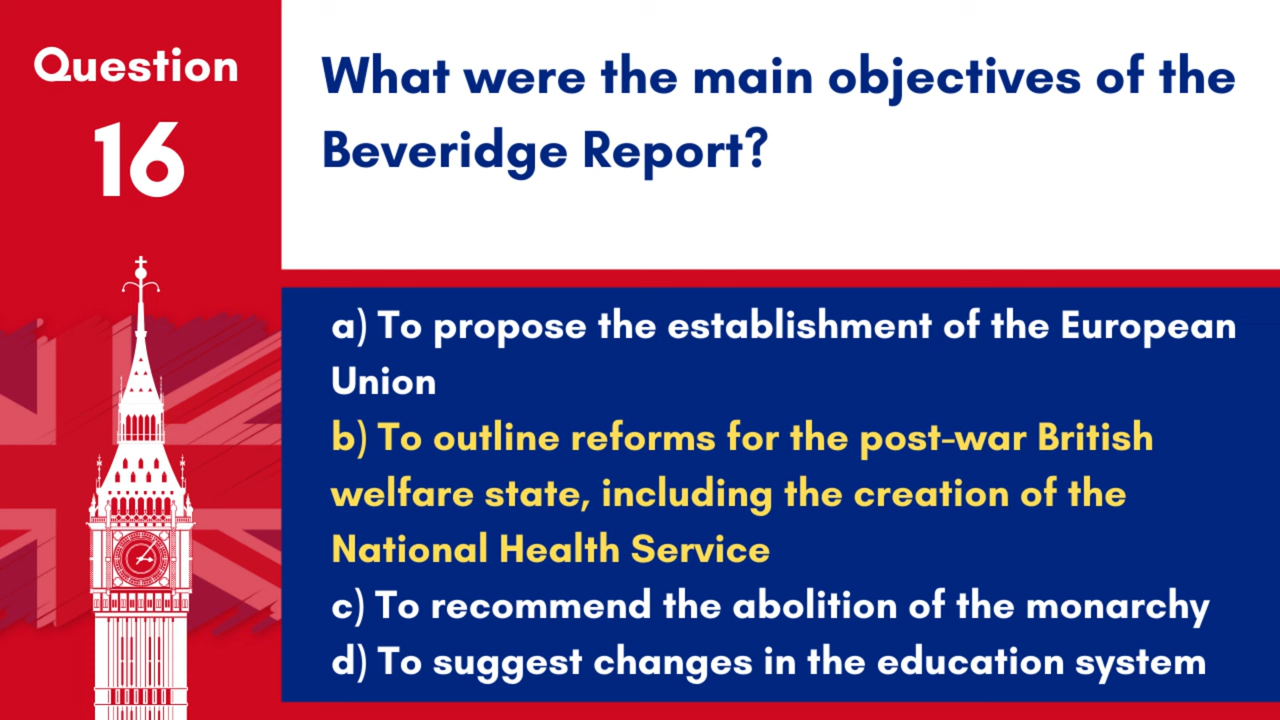 Question
16
What were the main objectives of the
Beveridge Report?
a) To propose the establishment of the European
Union
b) To outline reforms for the post-war British
welfare state, including the creation of the
National Health Service
c) To recommend the abolition of the monarchy
d) To suggest changes in the education system